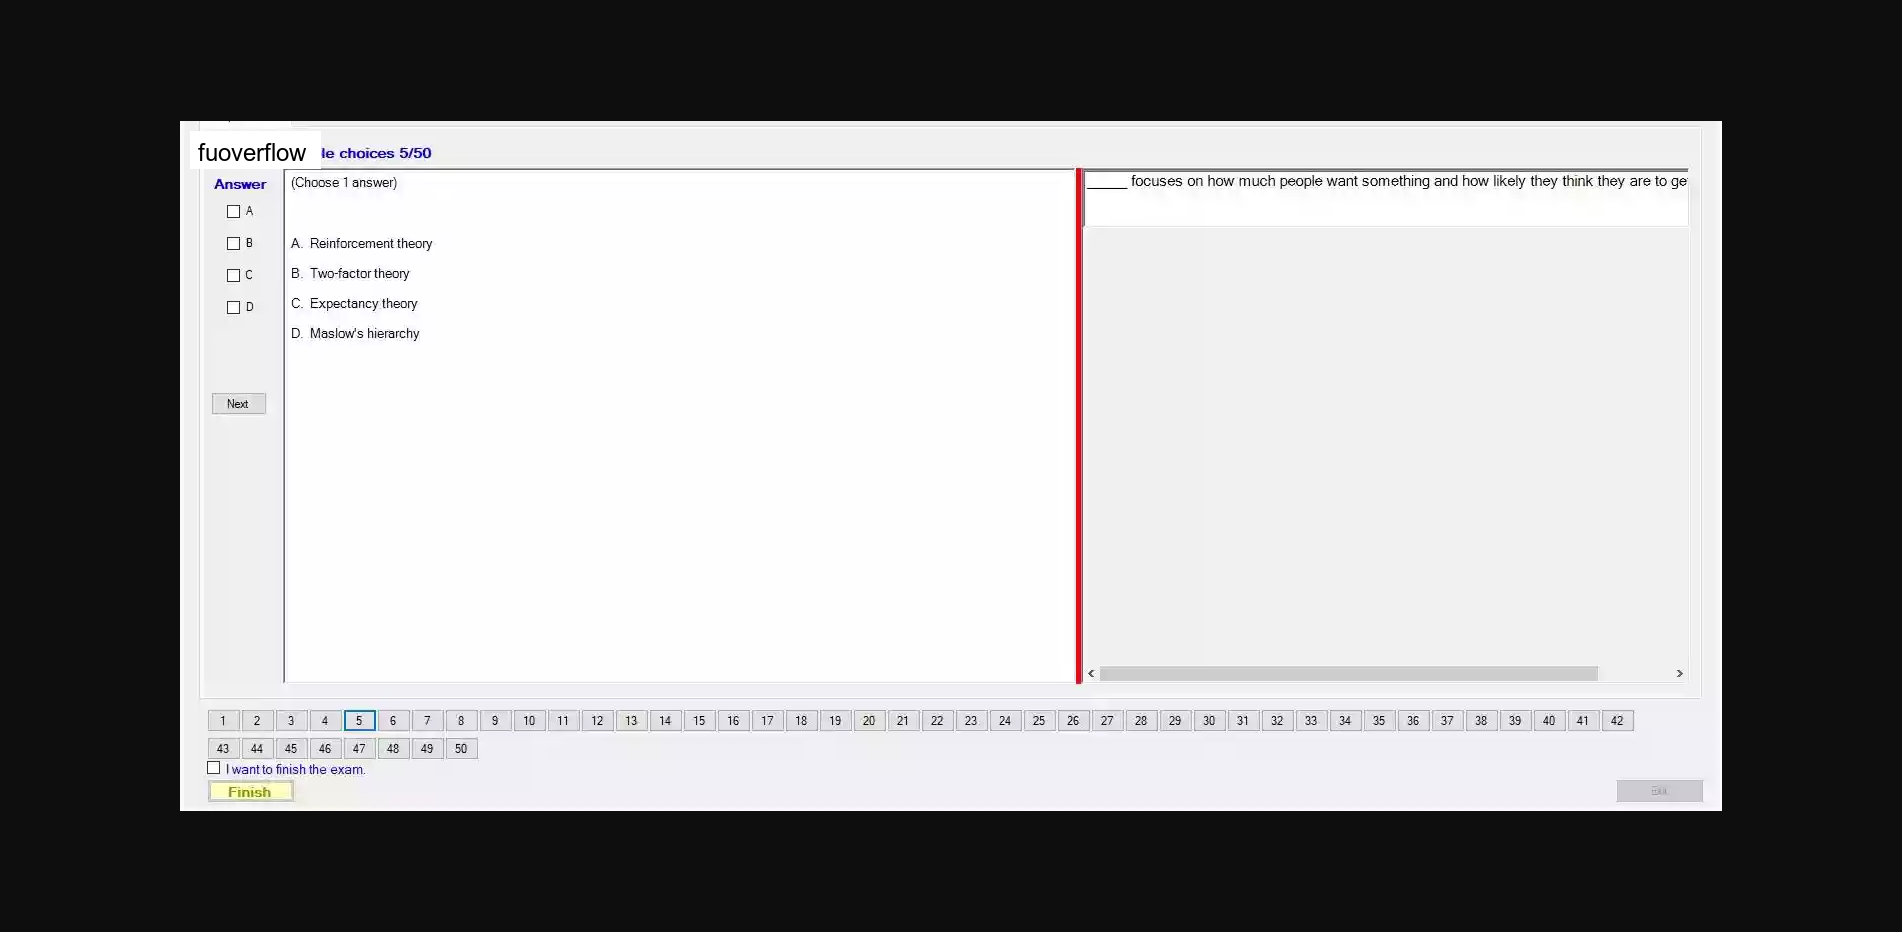 fuoverflow
le choices 5/50
Answer
(Choose 1 answer)
_____ focuses on how much people want something and how likely they think they are to ge
A
B
C
D
A. Reinforcement theory
B. Two-factor theory
C. Expectancy theory
D. Maslow's hierarchy
Next
1 2 3 4 5 6 7 8 9 10 11 12 13 14 15 16 17 18 19 20 21 22 23 24 25 26 27 28 29 30 31 32 33 34 35 36 37 38 39 40 41 42
43 44 45 46 47 48 49 50
I want to finish the exam.
Finish
Exit